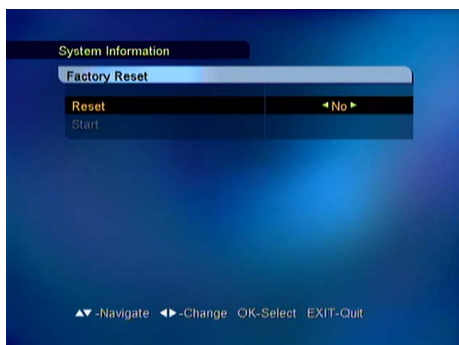 System Information
Factory Reset
Reset ◄ No ►
Start
▲▼ -Navigate ◄► -Change OK-Select EXIT-Quit